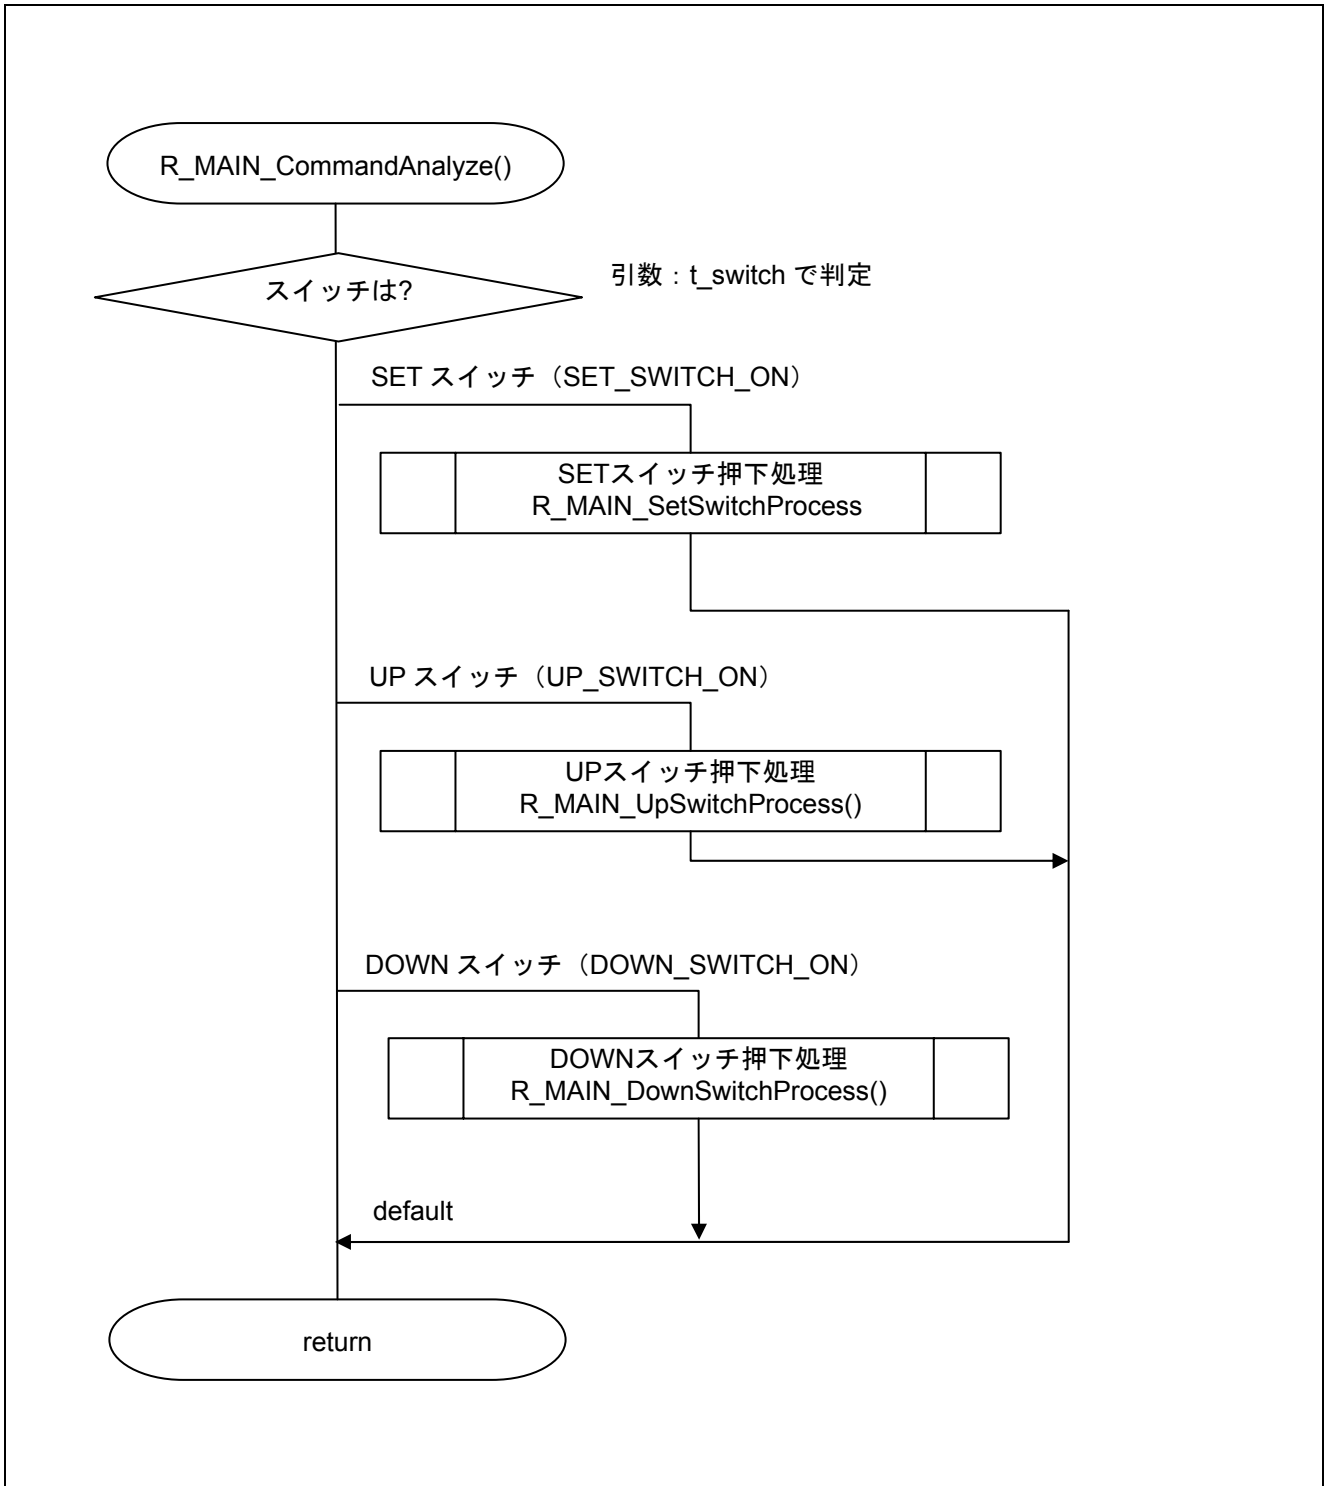 R_MAIN_CommandAnalyze()
スイッチは?
引数：t_switch で判定
SET スイッチ（SET_SWITCH_ON）
SETスイッチ押下処理
R_MAIN_SetSwitchProcess
UP スイッチ（UP_SWITCH_ON）
UPスイッチ押下処理
R_MAIN_UpSwitchProcess()
DOWN スイッチ（DOWN_SWITCH_ON）
DOWNスイッチ押下処理
R_MAIN_DownSwitchProcess()
default
return